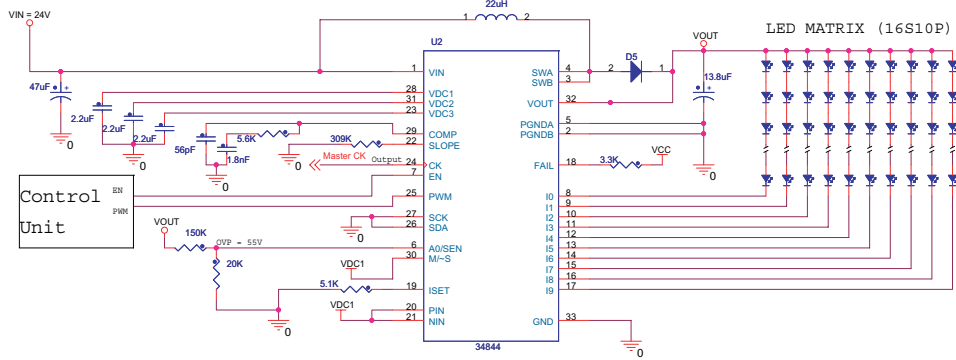 VIN = 24V
1 22uH 2
LED MATRIX (16S10P)
VOUT
U2
D5
2 1
47uF
+
0
2.2uF
2.2uF
2.2uF
0
56pF
1.8nF
0
5.6K
309K
0
Master CK
Output
1 VIN
28 VDC1
31 VDC2
23 VDC3
29 COMP
22 SLOPE
24 CK
7 EN
25 PWM
27 SCK
26 SDA
6 A0/SEN
30 M/~S
19 ISET
20 PIN
21 NIN
SWA 4
SWB 3
VOUT 32
PGNDA 5
PGNDB 2
FAIL 18
I0 8
I1 9
I2 10
I3 11
I4 12
I5 13
I6 14
I7 15
I8 16
I9 17
GND 33
34844
13.8uF
+
0
3.3K
VCC
0
Control
Unit
EN
PWM
0
VOUT
150K
OVP = 55V
20K
VDC1
5.1K
VDC1
0
0